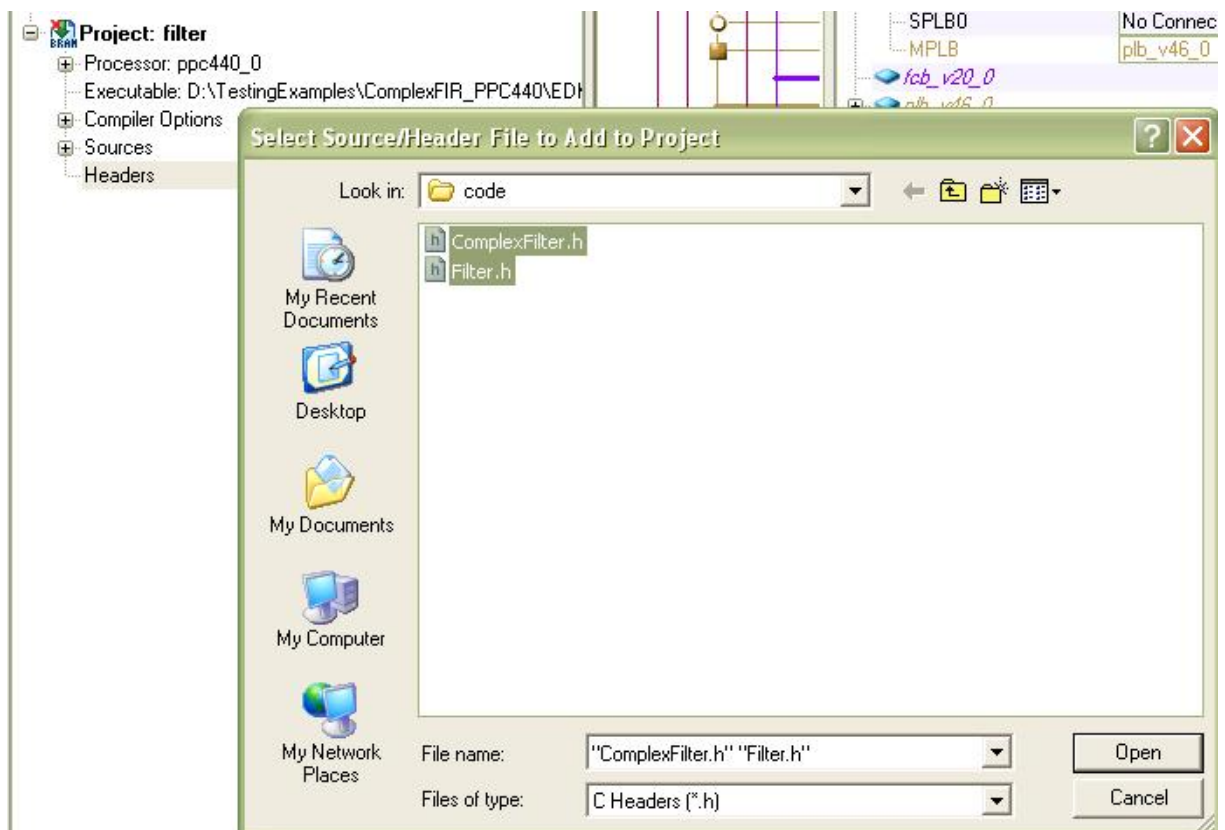 BRAM
Project: filter
Processor: ppc440_0
Executable: D:\TestingExamples\ComplexFIR_PPC440\EDK
Compiler Options
Sources
Headers
SPLB0
No Connec
MPLB
plb_v46_0
fcb_v20_0
plb_v46_0
Select Source/Header File to Add to Project
Look in:
code
ComplexFilter.h
Filter.h
My Recent
Documents
Desktop
My Documents
My Computer
My Network
Places
File name:
"ComplexFilter.h" "Filter.h"
Open
Files of type:
C Headers (*.h)
Cancel